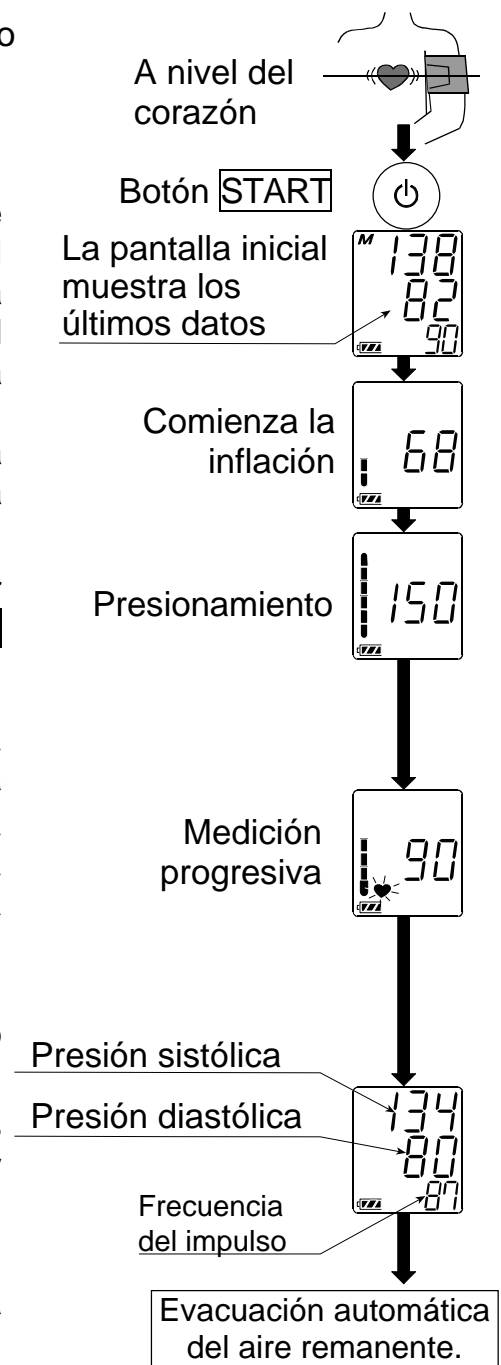 A nivel del
corazón
Botón START
La pantalla inicial
muestra los
últimos datos
M 138
82
90
Comienza la
inflación
68
Presionamiento
150
Medición
progresiva
90
Presión sistólica
134
Presión diastólica
80
Frecuencia
del impulso
87
Evacuación automática
del aire remanente.